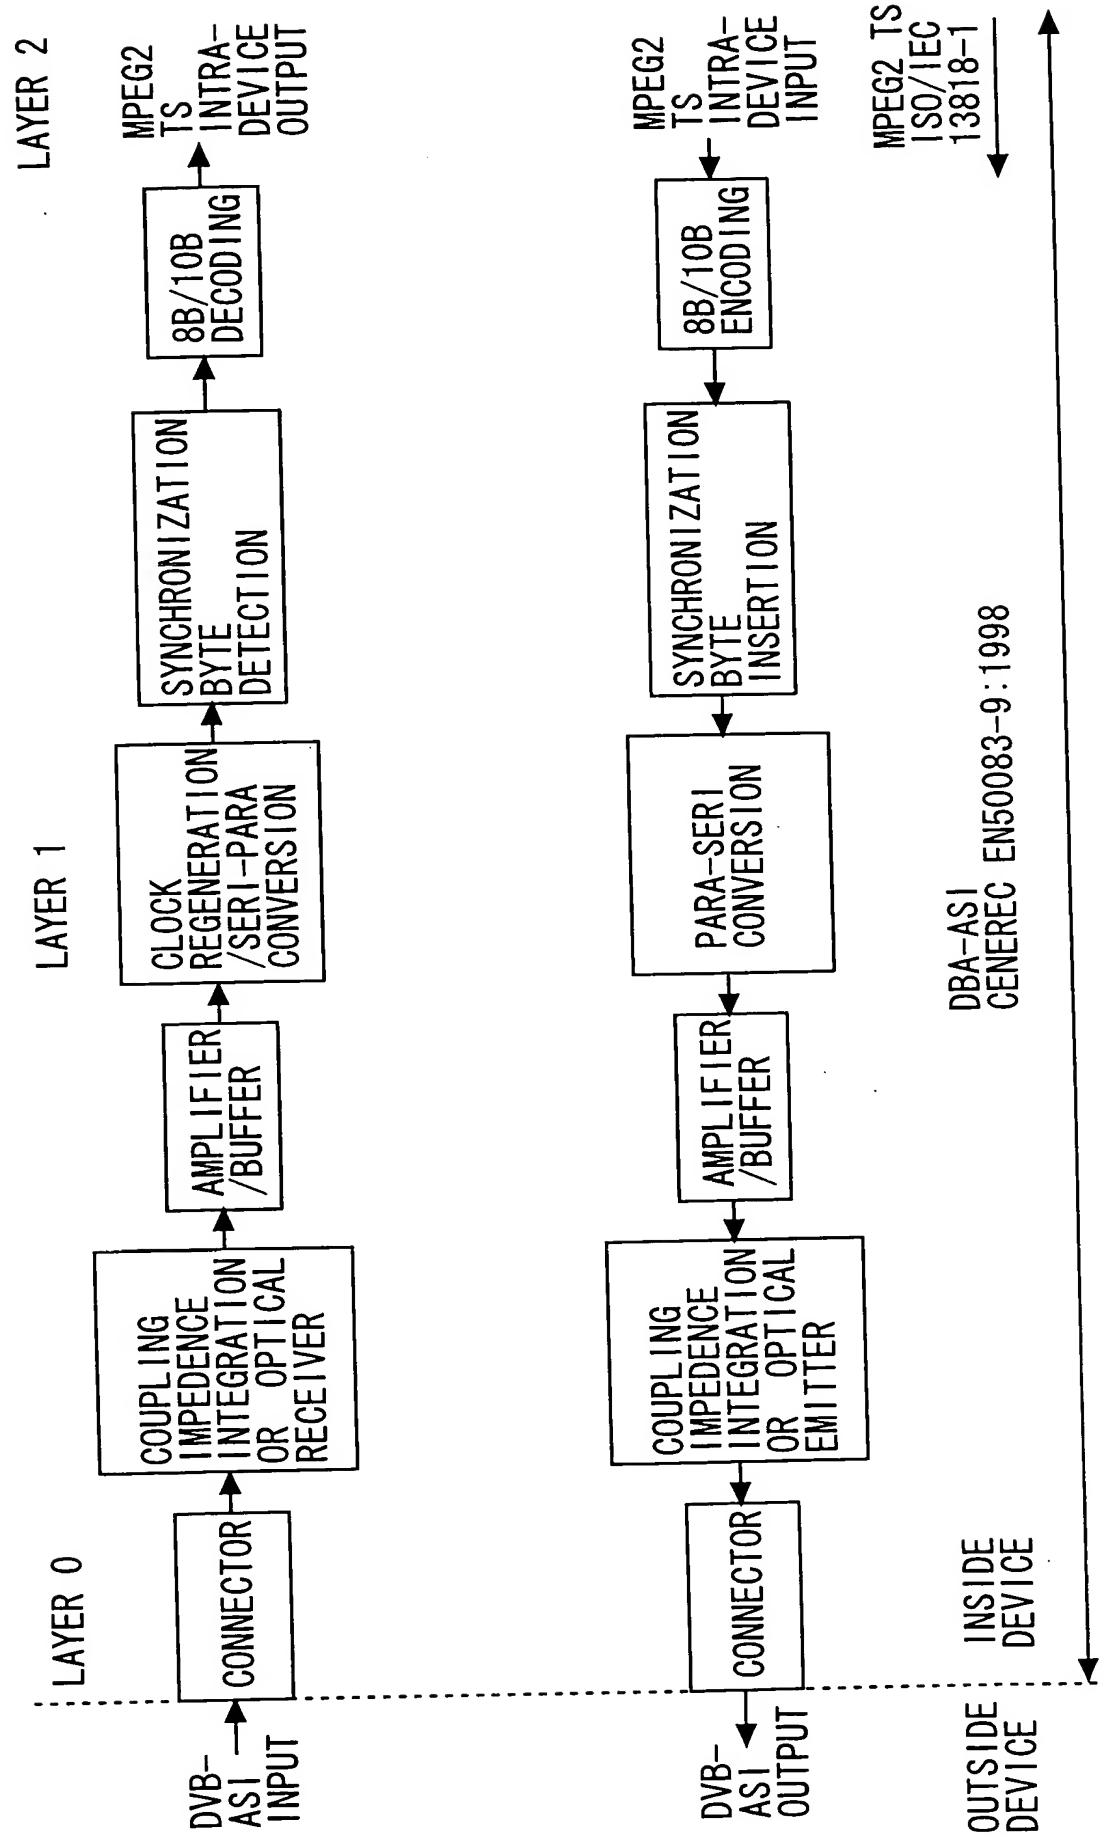 LAYER 0
LAYER 1
LAYER 2
DVB-
ASI
INPUT
CONNECTOR
COUPLING
IMPEDENCE
INTEGRATION
OR OPTICAL
RECEIVER
AMPLIFIER
/BUFFER
CLOCK
REGENERATION
/SERI-PARA
CONVERSION
SYNCHRONIZATION
BYTE
DETECTION
8B/10B
DECODING
MPEG2
TS
INTRA-
DEVICE
OUTPUT
DVB-
ASI
OUTPUT
CONNECTOR
COUPLING
IMPEDENCE
INTEGRATION
OR OPTICAL
EMITTER
AMPLIFIER
/BUFFER
PARA-SERI
CONVERSION
SYNCHRONIZATION
BYTE
INSERTION
8B/10B
ENCODING
MPEG2
TS
INTRA-
DEVICE
INPUT
OUTSIDE
DEVICE
INSIDE
DEVICE
DBA-ASI
CENEREC EN50083-9:1998
MPEG2 TS
ISO/IEC
13818-1